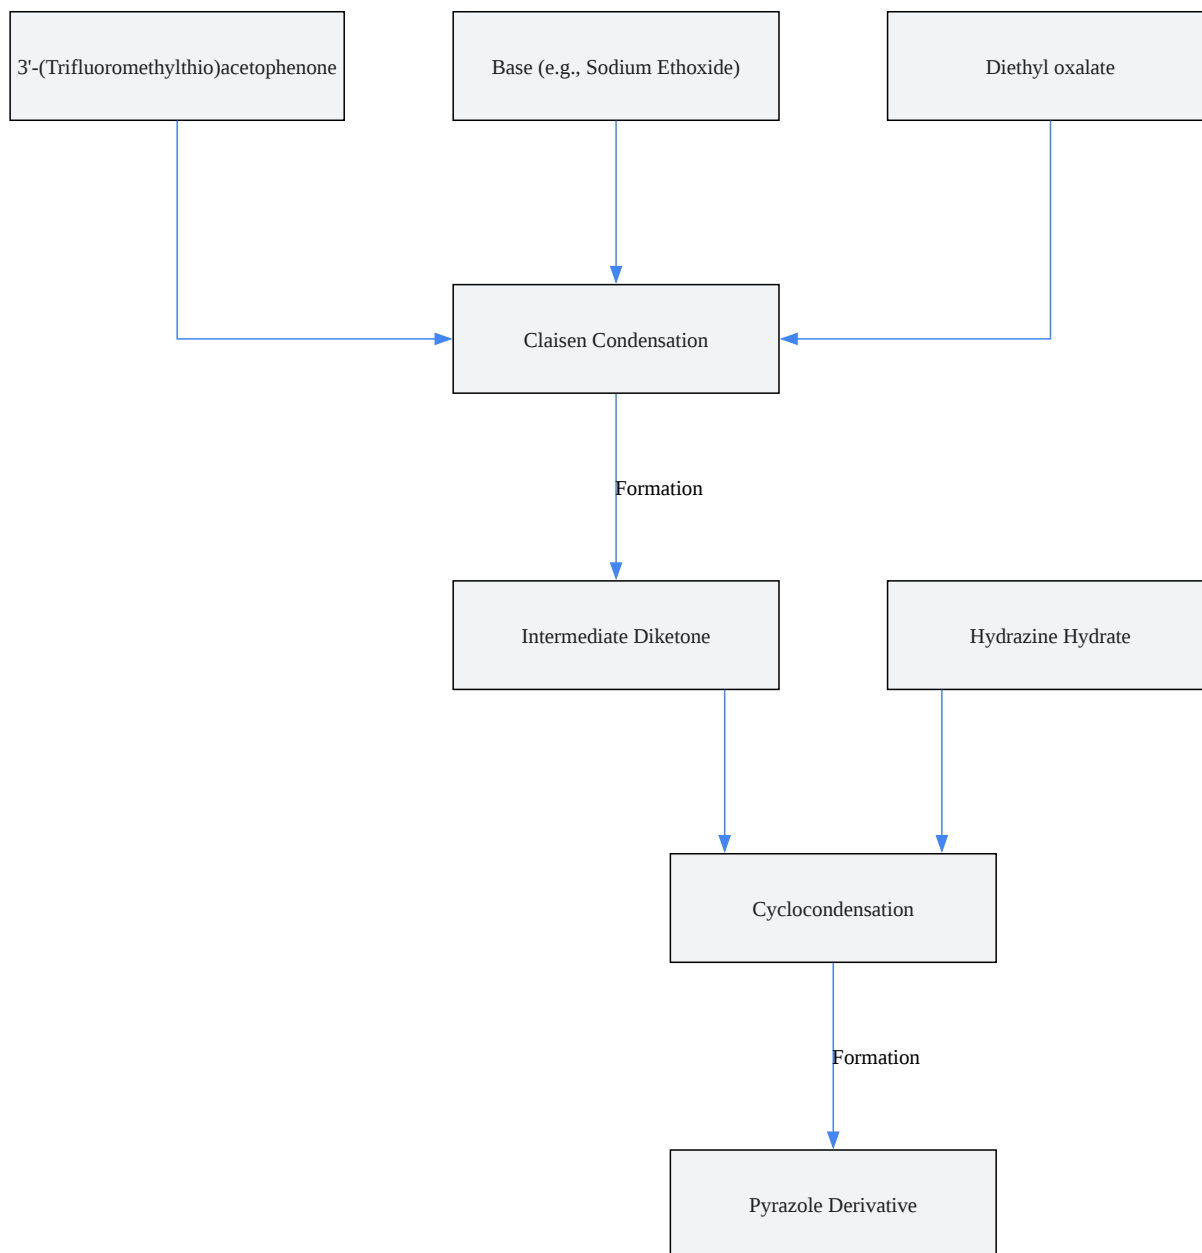 3'-(Trifluoromethylthio)acetophenone
Base (e.g., Sodium Ethoxide)
Diethyl oxalate
Claisen Condensation
Formation
Intermediate Diketone
Hydrazine Hydrate
Cyclocondensation
Formation
Pyrazole Derivative